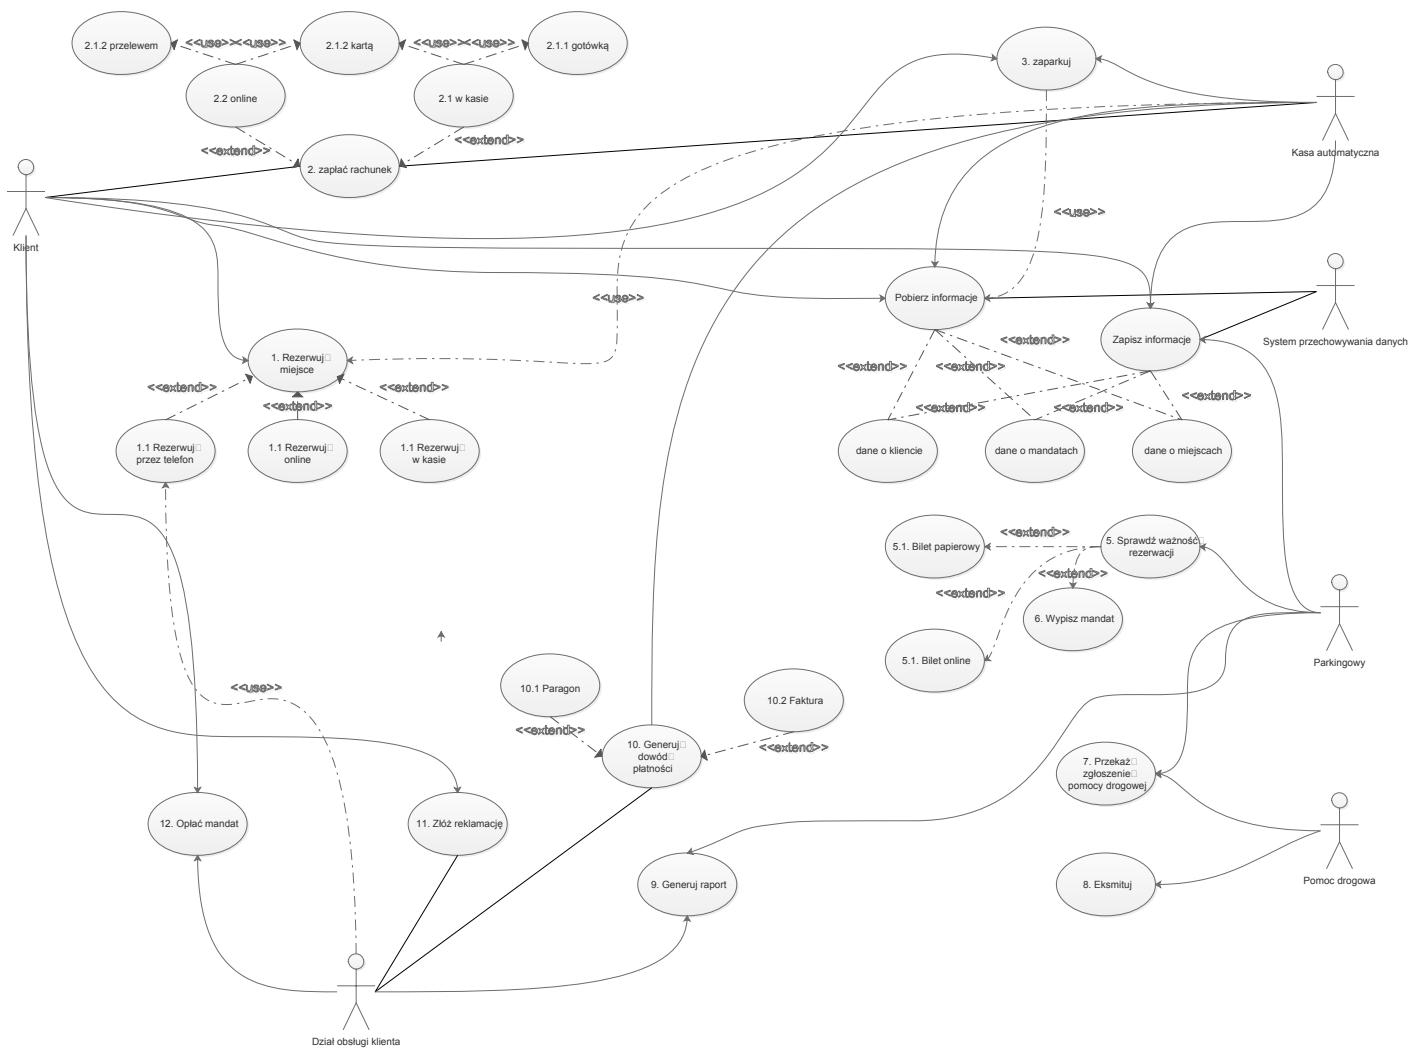 2.1.2 przelewem
<<use>>
<<use>>
2.1.2 kartą
<<use>>
<<use>>
2.1.1 gotówką
3. zaparkuj
2.2 online
2.1 w kasie
<<extend>>
<<extend>>
2. zapłać rachunek
Kasa automatyczna
Klient
<<use>>
<<use>>
Pobierz informacje
Zapisz informacje
System przechowywania danych
1. Rezerwuj
miejsce
<<extend>>
<<extend>>
<<extend>>
<<extend>>
<<extend>>
<<extend>>
<<extend>>
<<extend>>
<<extend>>
1.1 Rezerwuj
przez telefon
1.1 Rezerwuj
online
1.1 Rezerwuj
w kasie
dane o kliencie
dane o mandatach
dane o miejscach
5.1. Bilet papierowy
<<extend>>
5. Sprawdź ważność
rezerwacji
<<extend>>
<<extend>>
6. Wypisz mandat
5.1. Bilet online
Parkingowy
<<use>>
10.1 Paragon
10.2 Faktura
<<extend>>
<<extend>>
10. Generuj
dowód
płatności
7. Przekaż
zgłoszenie
pomocy drogowej
12. Opłać mandat
11. Złóż reklamację
9. Generuj raport
8. Eksmituj
Pomoc drogowa
Dział obsługi klienta